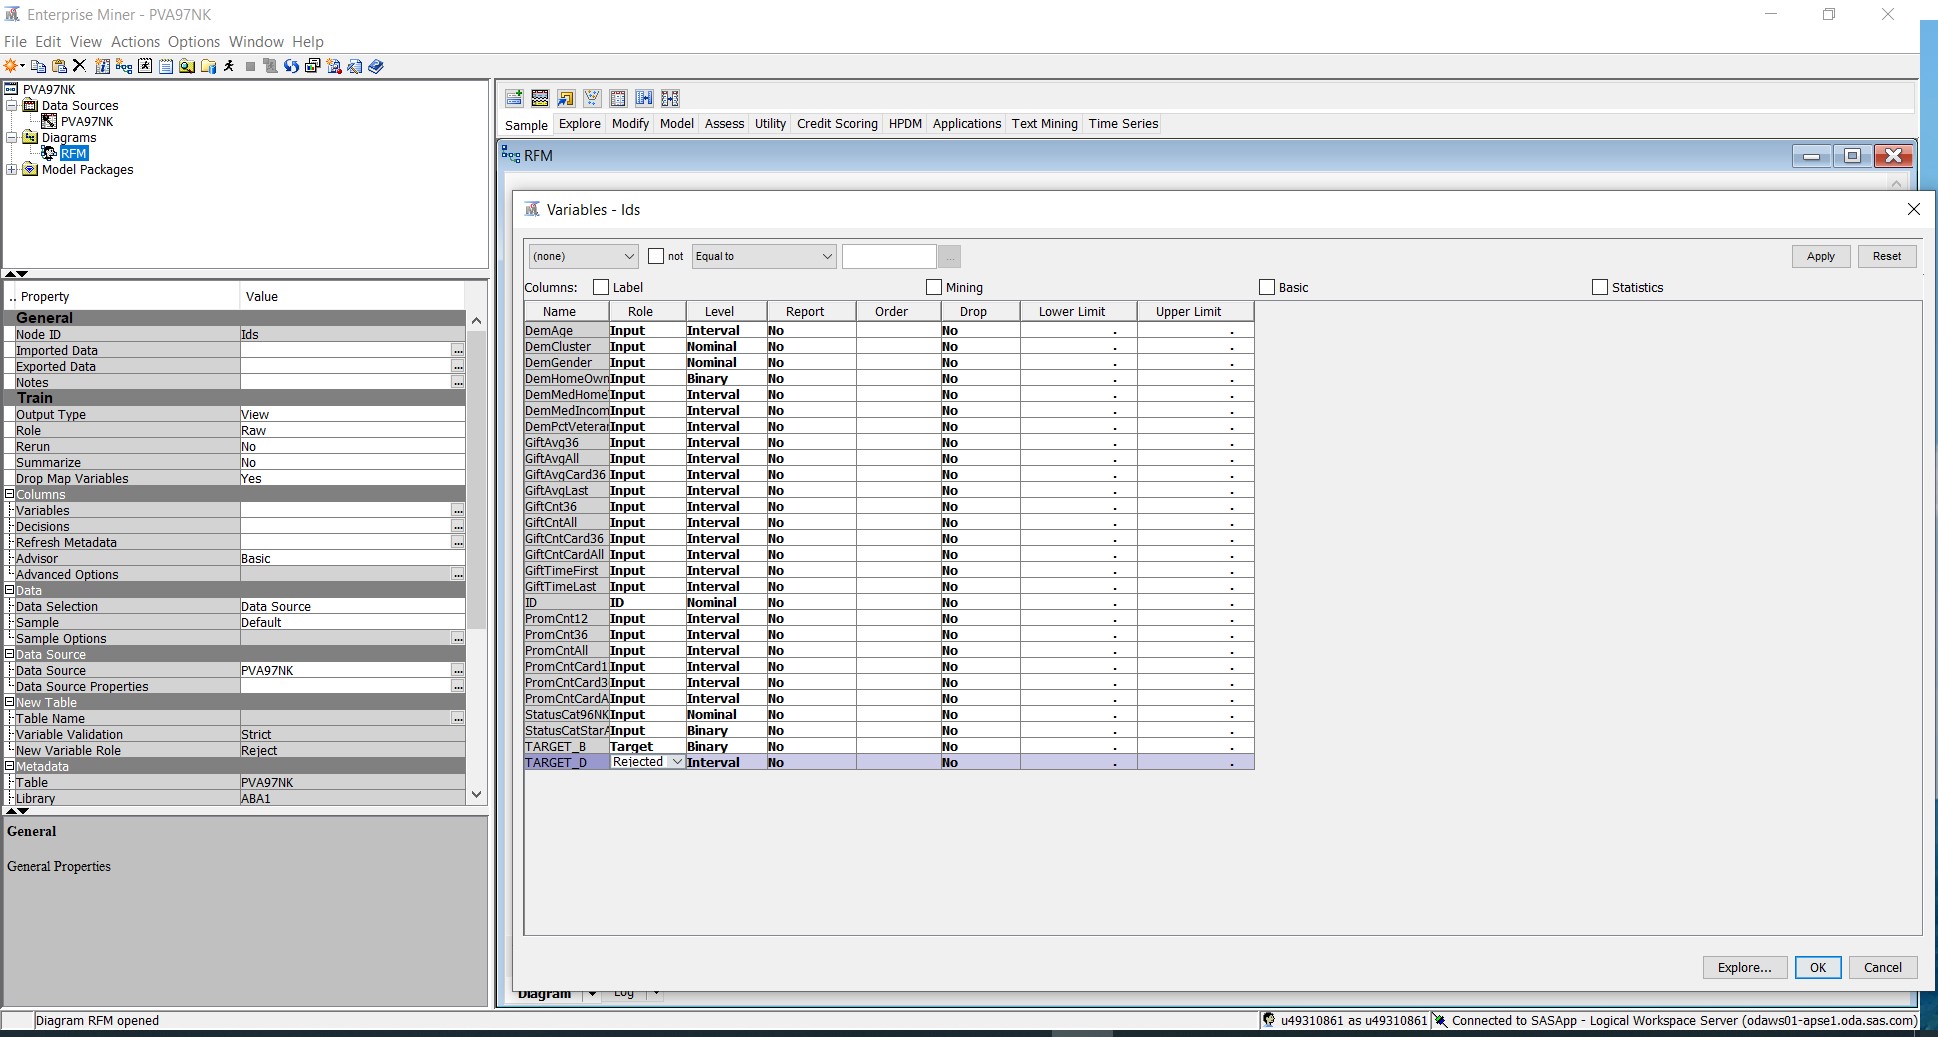 Enterprise Miner - PVA97NK
File Edit View Actions Options Window Help
PVA97NK
Data Sources
PVA97NK
Diagrams
RFM
Model Packages
.. Property Value
General
Node ID Ids
Imported Data ...
Exported Data ...
Notes ...
Train
Output Type View
Role Raw
Rerun No
Summarize No
Drop Map Variables Yes
Columns
Variables ...
Decisions ...
Refresh Metadata ...
Advisor Basic
Advanced Options ...
Data
Data Selection Data Source
Sample Default
Sample Options ...
Data Source
Data Source PVA97NK ...
Data Source Properties ...
New Table
Table Name ...
Variable Validation Strict
New Variable Role Reject
Metadata
Table PVA97NK
Library ABA1
General
General Properties
Sample Explore Modify Model Assess Utility Credit Scoring HPDM Applications Text Mining Time Series
RFM
Variables - Ids
(none) not Equal to ... Apply Reset
Columns: Label Mining Basic Statistics
Name Role Level Report Order Drop Lower Limit Upper Limit
DemAge Input Interval No No . .
DemCluster Input Nominal No No . .
DemGender Input Nominal No No . .
DemHomeOwn Input Binary No No . .
DemMedHome Input Interval No No . .
DemMedIncom Input Interval No No . .
DemPctVeterar Input Interval No No . .
GiftAvg36 Input Interval No No . .
GiftAvgAll Input Interval No No . .
GiftAvgCard36 Input Interval No No . .
GiftAvgLast Input Interval No No . .
GiftCnt36 Input Interval No No . .
GiftCntAll Input Interval No No . .
GiftCntCard36 Input Interval No No . .
GiftCntCardAll Input Interval No No . .
GiftTimeFirst Input Interval No No . .
GiftTimeLast Input Interval No No . .
ID ID Nominal No No . .
PromCnt12 Input Interval No No . .
PromCnt36 Input Interval No No . .
PromCntAll Input Interval No No . .
PromCntCard1 Input Interval No No . .
PromCntCard3 Input Interval No No . .
PromCntCardA Input Interval No No . .
StatusCat96NK Input Nominal No No . .
StatusCatStarA Input Binary No No . .
TARGET_B Target Binary No No . .
TARGET_D Rejected Interval No No . .
Explore... OK Cancel
Diagram Log
Diagram RFM opened
u49310861 as u49310861 Connected to SASApp - Logical Workspace Server (odaws01-apse1.oda.sas.com)